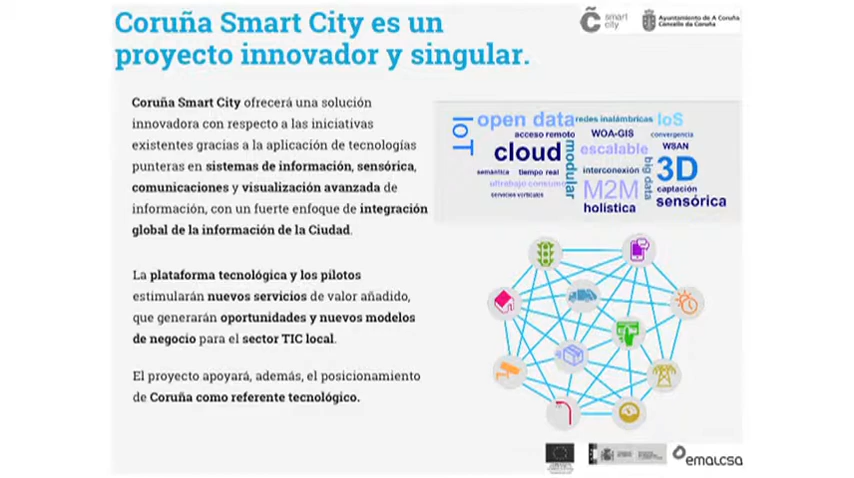 Coruña Smart City es un
proyecto innovador y singular.
smart
city
Ayuntamiento de A Coruña
Concello da Coruña
Coruña Smart City ofrecerá una solución
innovadora con respecto a las iniciativas
existentes gracias a la aplicación de tecnologías
punteras en sistemas de información, sensórica,
comunicaciones y visualización avanzada de
información, con un fuerte enfoque de integración
global de la información de la Ciudad.
La plataforma tecnológica y los pilotos
estimularán nuevos servicios de valor añadido,
que generarán oportunidades y nuevos modelos
de negocio para el sector TIC local.
El proyecto apoyará, además, el posicionamiento
de Coruña como referente tecnológico.
IoT
open data
redes inalámbricas
IoS
acceso remoto
WOA-GIS
convergencia
cloud
modular
escalable
WSAN
semántica
tiempo real
interconexión
big data
3D
ultrabajo consumo
M2M
captación
servicios verticales
holística
sensórica
emalcsa